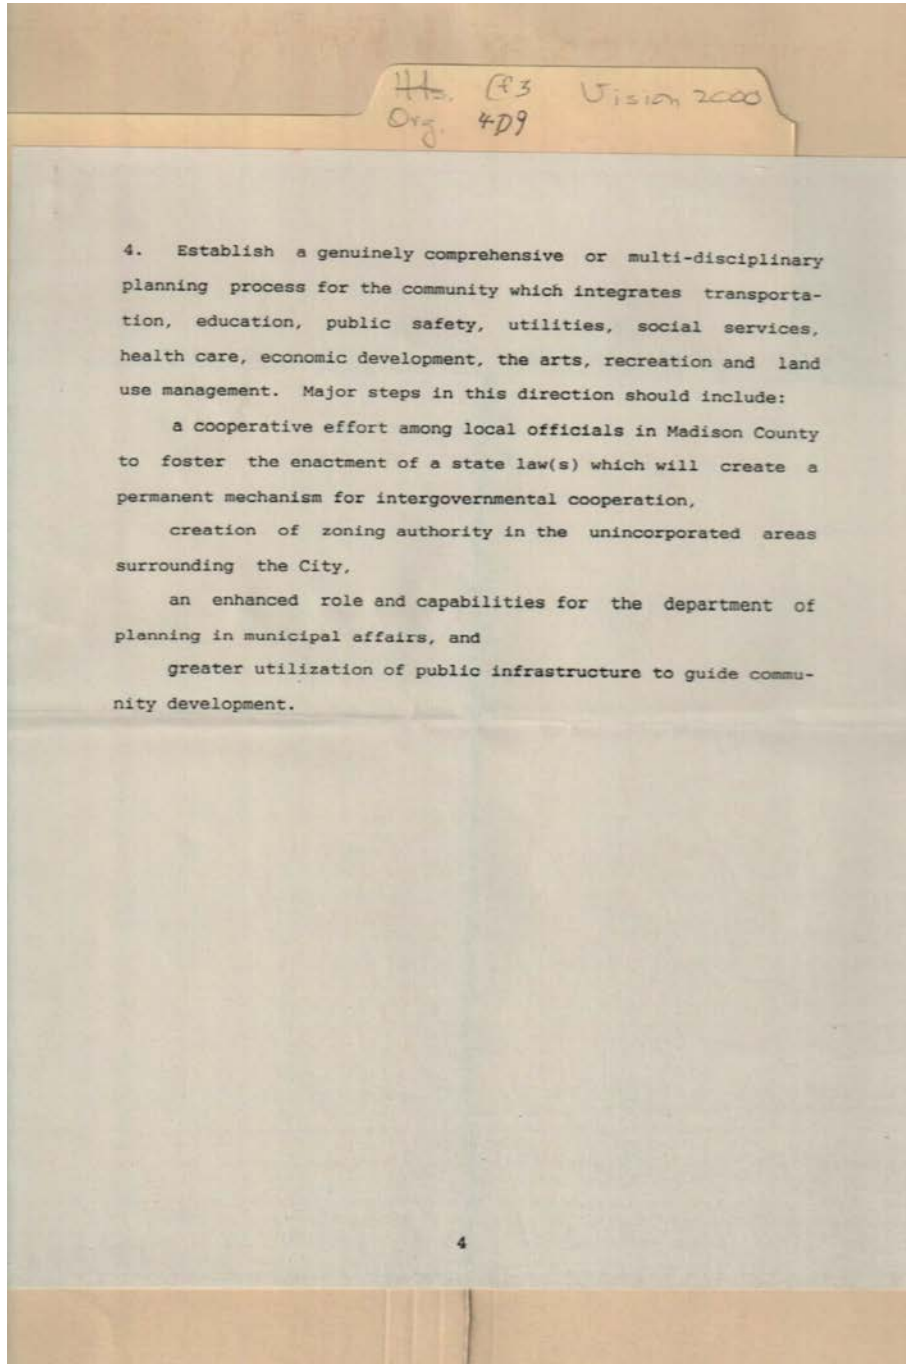 Hts. Cf3 Vision 2000
Org. 4D9
4. Establish a genuinely comprehensive or multi-disciplinary
planning process for the community which integrates transporta-
tion, education, public safety, utilities, social services,
health care, economic development, the arts, recreation and land
use management. Major steps in this direction should include:
a cooperative effort among local officials in Madison County
to foster the enactment of a state law(s) which will create a
permanent mechanism for intergovernmental cooperation,
creation of zoning authority in the unincorporated areas
surrounding the City,
an enhanced role and capabilities for the department of
planning in municipal affairs, and
greater utilization of public infrastructure to guide commu-
nity development.
4